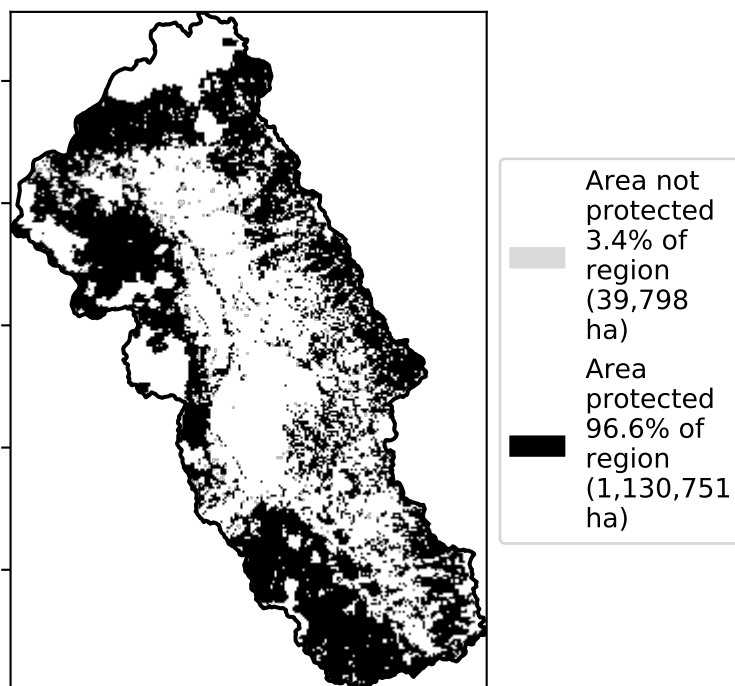 Area not
protected
3.4% of
region
(39,798
ha)
Area
protected
96.6% of
region
(1,130,751
ha)